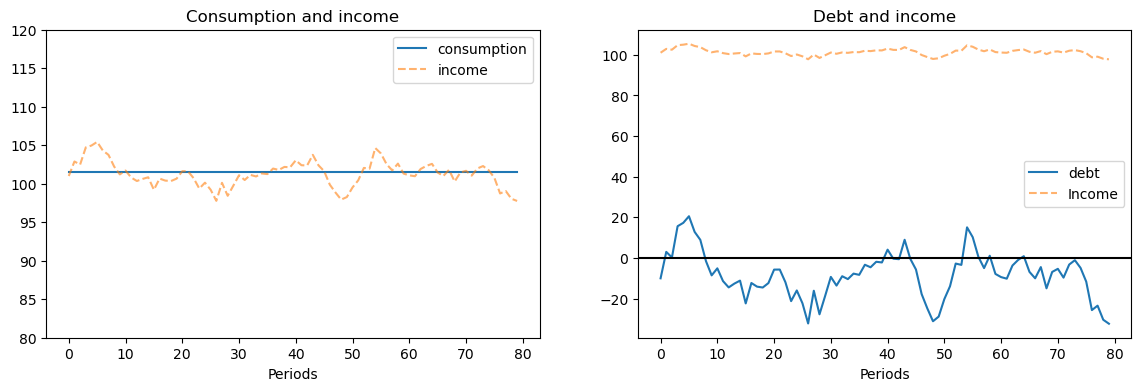 Consumption and income
120
115
110
105
100
95
90
85
80
0 10 20 30 40 50 60 70 80
Periods
consumption
income
Debt and income
100
80
60
40
20
0
−20
0 10 20 30 40 50 60 70 80
Periods
debt
Income